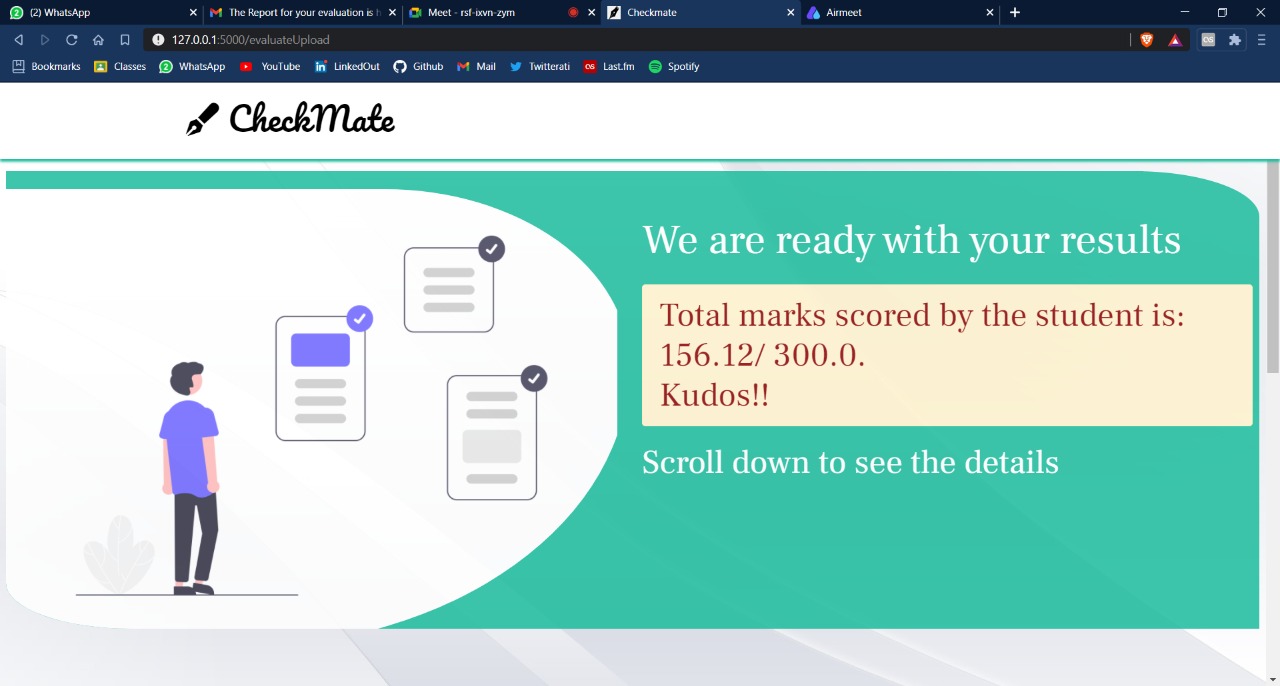 (2) WhatsApp
The Report for your evaluation is h
Meet - rsf-ixvn-zym
Checkmate
Airmeet
127.0.0.1:5000/evaluateUpload
Bookmarks
Classes
WhatsApp
YouTube
LinkedOut
Github
Mail
Twitterati
Last.fm
Spotify
CheckMate
We are ready with your results
Total marks scored by the student is:
156.12/ 300.0.
Kudos!!
Scroll down to see the details